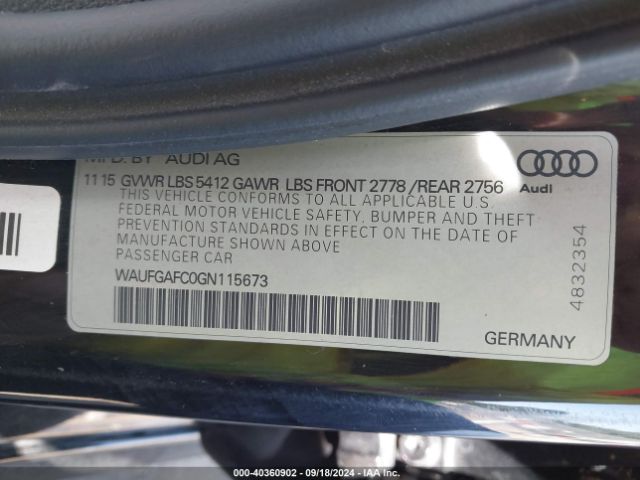 MFD. BY AUDI AG
11 15 GVWR LBS 5412 GAWR LBS FRONT 2778 /REAR 2756
THIS VEHICLE CONFORMS TO ALL APPLICABLE U.S.
FEDERAL MOTOR VEHICLE SAFETY, BUMPER AND THEFT
PREVENTION STANDARDS IN EFFECT ON THE DATE OF
MANUFACTURE SHOWN ABOVE
PASSENGER CAR
WAUFGAFC0GN115673
Audi
4832354
GERMANY
000-40360902 - 09/18/2024 - IAA Inc.